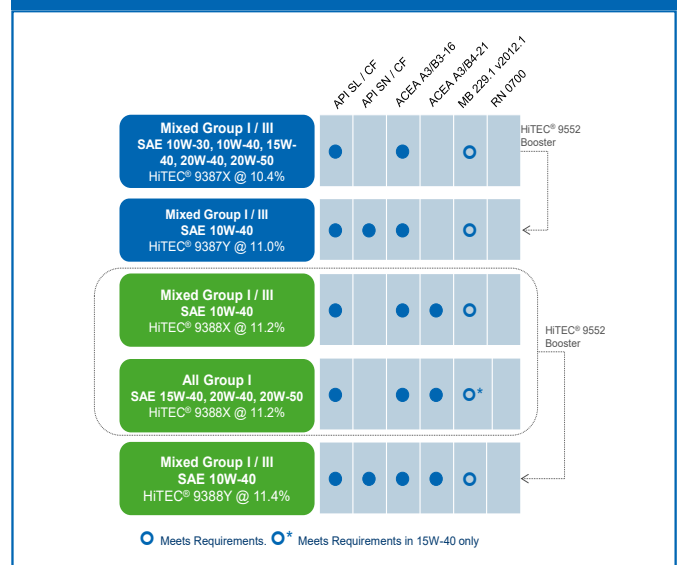 API SL / CF
API SN / CF
ACEA A3/B3-16
ACEA A3/B4-21
MB 229.1 v2012.1
RN 0700
Mixed Group I / III
SAE 10W-30, 10W-40, 15W-
40, 20W-40, 20W-50
HiTEC® 9387X @ 10.4%
HiTEC® 9552
Booster
Mixed Group I / III
SAE 10W-40
HiTEC® 9387Y @ 11.0%
Mixed Group I / III
SAE 10W-40
HiTEC® 9388X @ 11.2%
HiTEC® 9552
Booster
All Group I
SAE 15W-40, 20W-40, 20W-50
HiTEC® 9388X @ 11.2%
*
Mixed Group I / III
SAE 10W-40
HiTEC® 9388Y @ 11.4%
Meets Requirements. * Meets Requirements in 15W-40 only